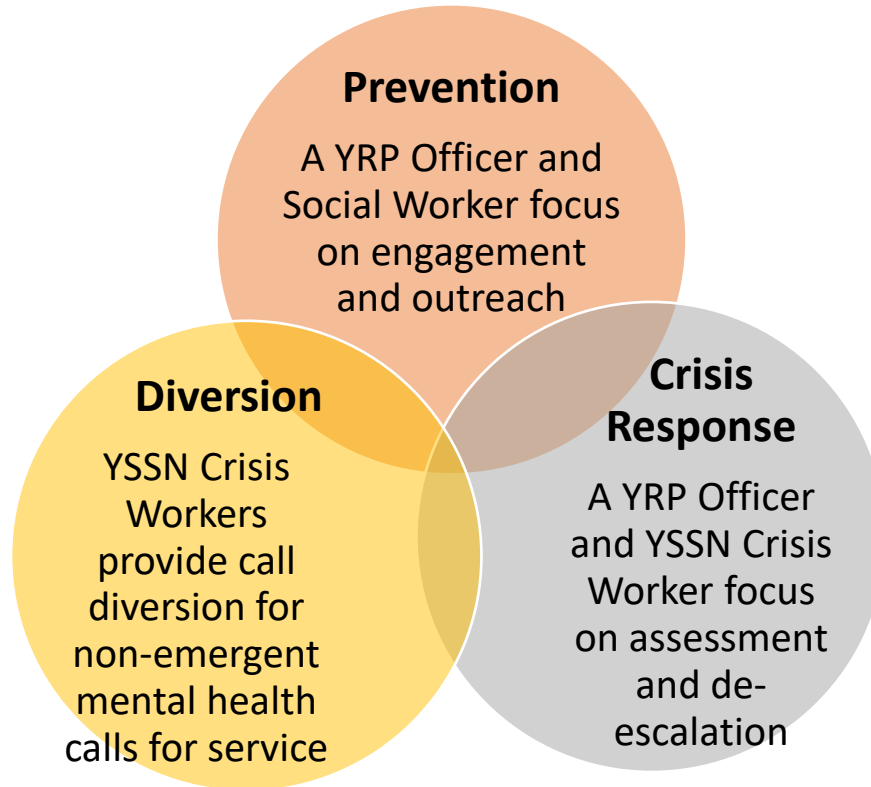 Prevention
A YRP Officer and
Social Worker focus
on engagement
and outreach
Diversion
YSSN Crisis
Workers
provide call
diversion for
non-emergent
mental health
calls for service
Crisis
Response
A YRP Officer
and YSSN Crisis
Worker focus
on assessment
and de-
escalation